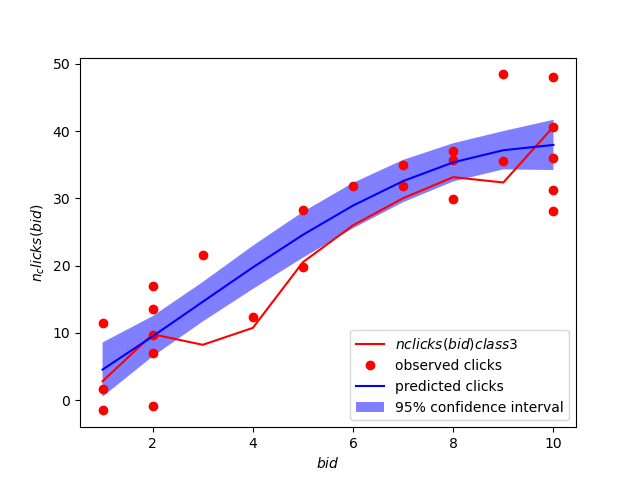 50
40
30
20
10
0
n_clicks(bid)
2
4
6
8
10
bid
nclicks(bid)class3
observed clicks
predicted clicks
95% confidence interval